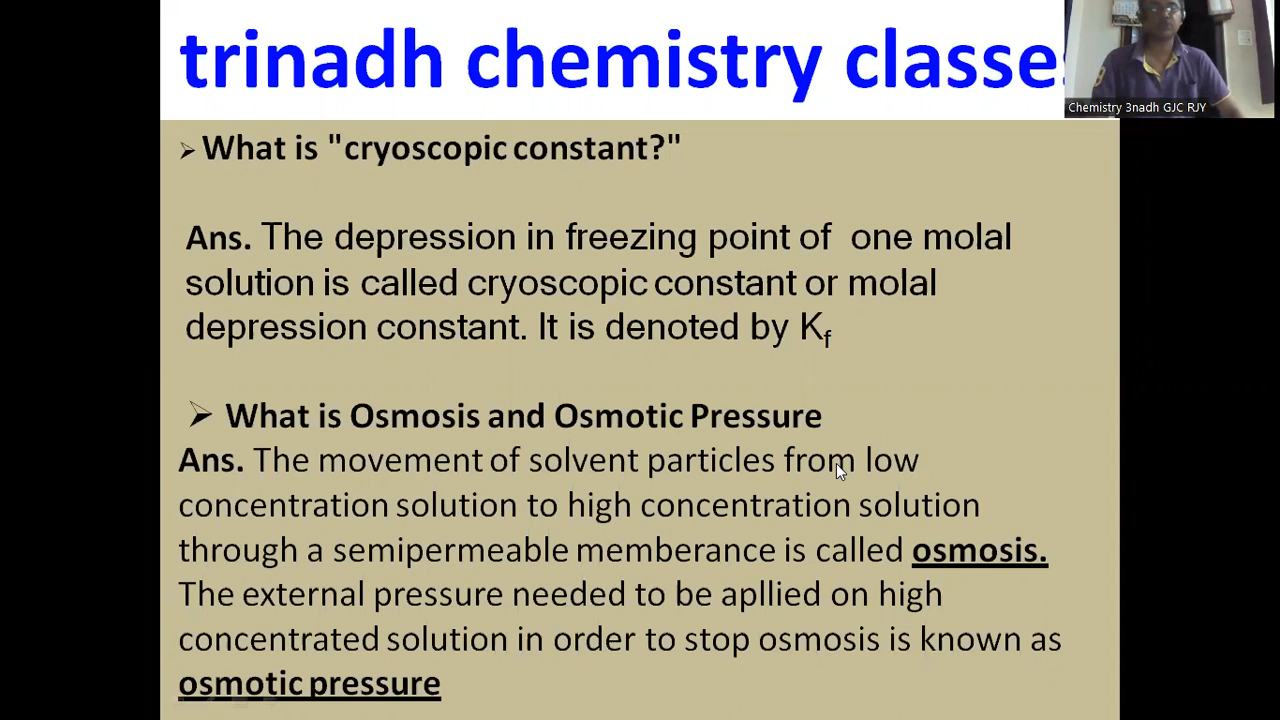 trinadh chemistry classes
Chemistry 3nadh GJC RJY
➢ What is "cryoscopic constant?"
Ans. The depression in freezing point of one molal
solution is called cryoscopic constant or molal
depression constant. It is denoted by Kf
➢ What is Osmosis and Osmotic Pressure
Ans. The movement of solvent particles from low
concentration solution to high concentration solution
through a semipermeable memberance is called osmosis.
The external pressure needed to be apllied on high
concentrated solution in order to stop osmosis is known as
osmotic pressure